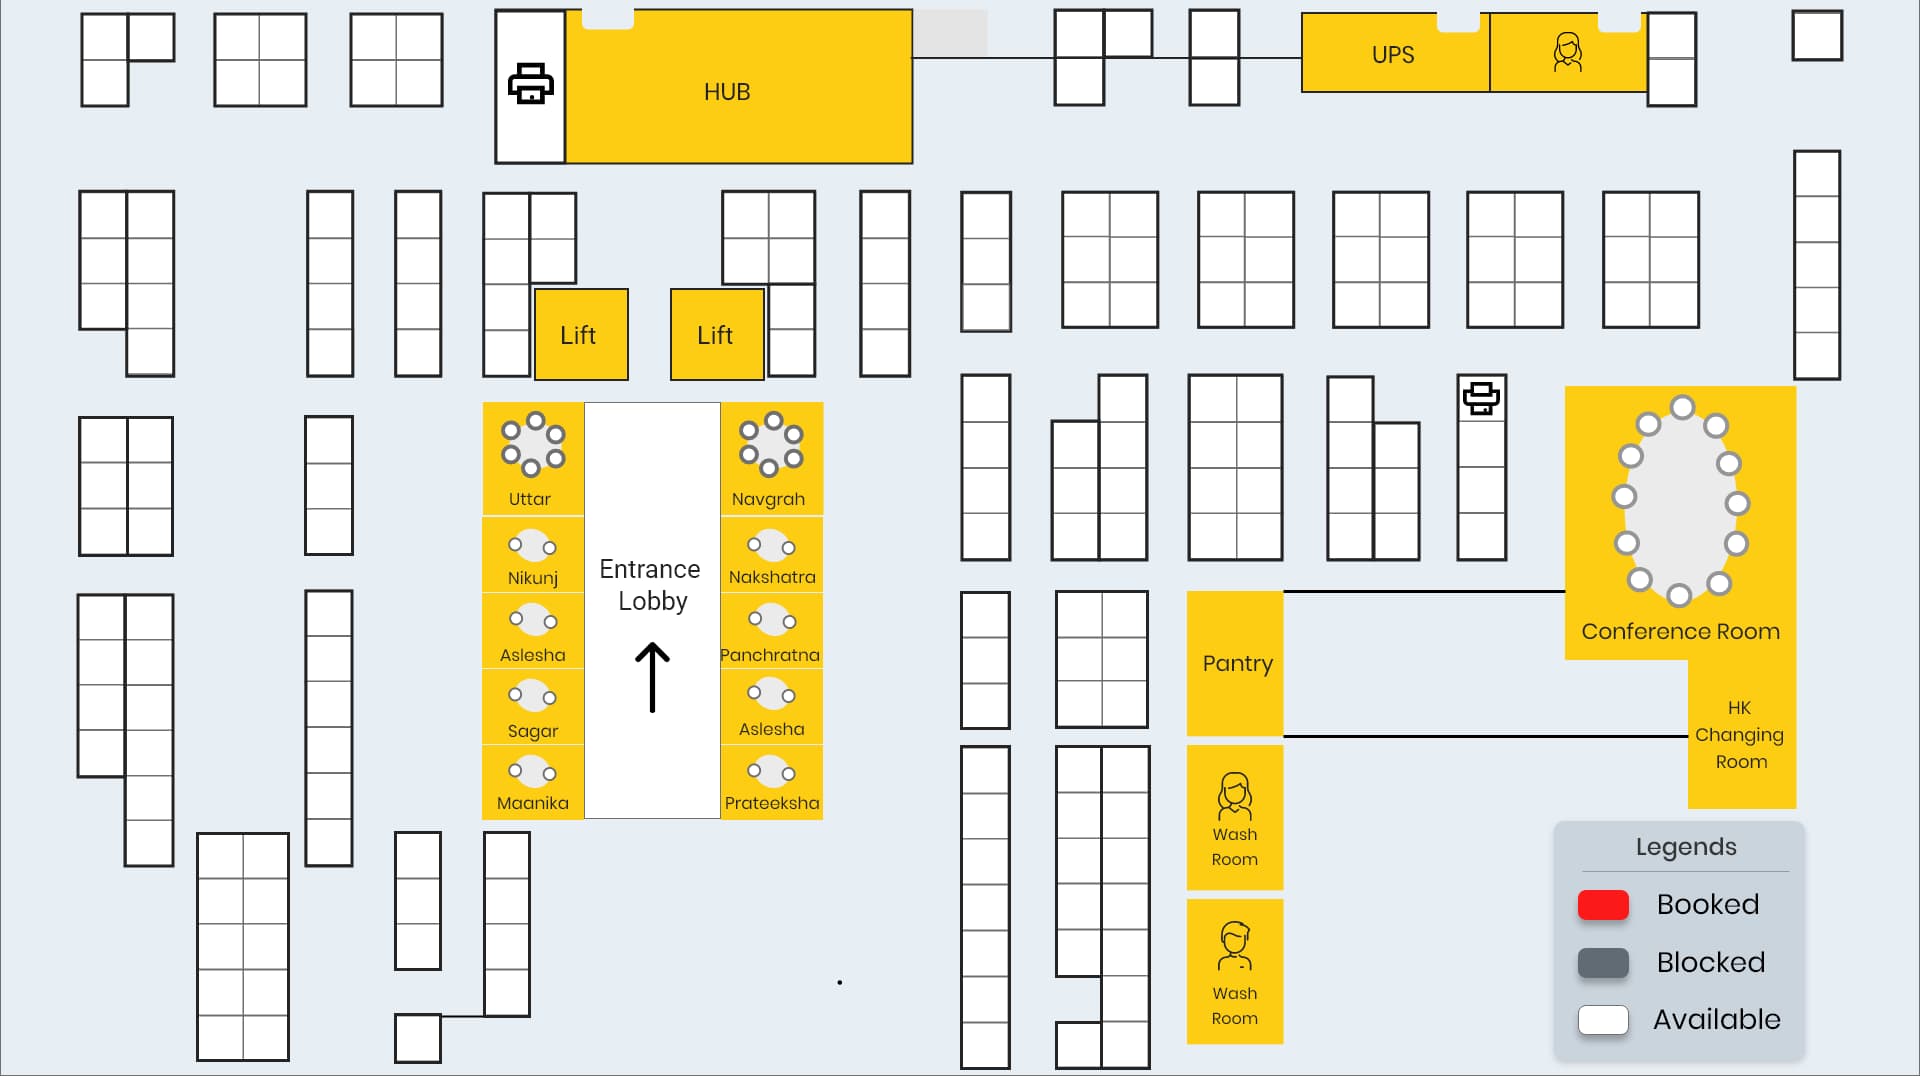 HUB
UPS
Lift
Lift
Uttar
Navgrah
Entrance
Lobby
Nikunj
Nakshatra
Aslesha
Panchratna
Sagar
Aslesha
Maanika
Prateeksha
Conference Room
Pantry
HK
Changing
Room
Wash
Room
Wash
Room
Legends
Booked
Blocked
Available